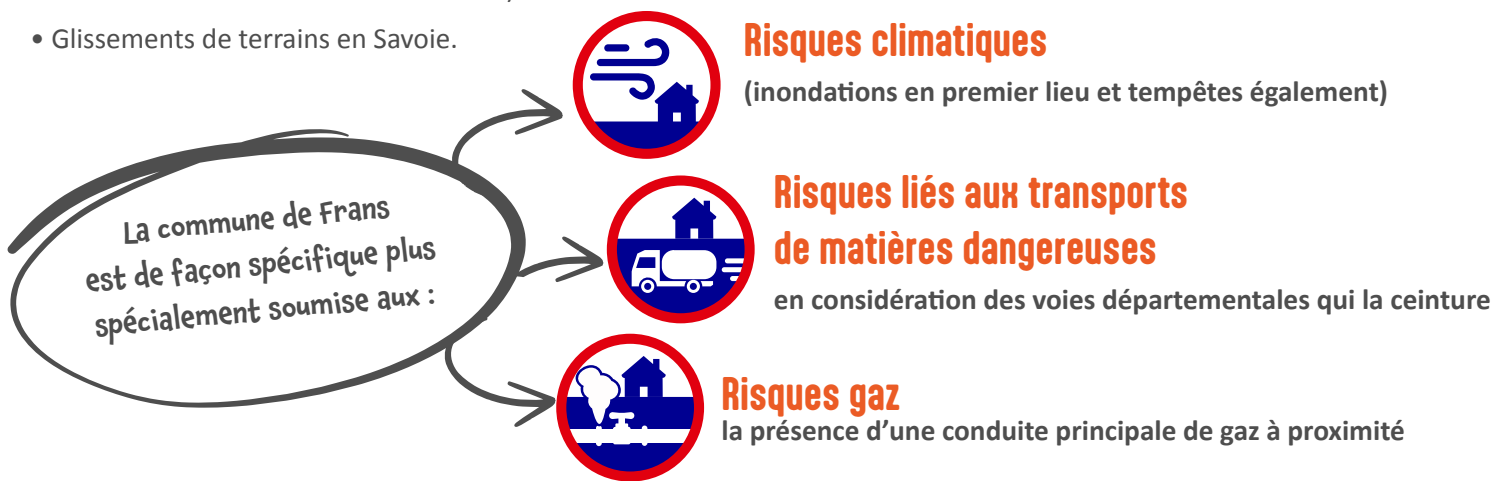 • Glissements de terrains en Savoie.
La commune de Frans
est de façon spécifique plus
spécialement soumise aux :
Risques climatiques
(inondations en premier lieu et tempêtes également)
Risques liés aux transports
de matières dangereuses
en considération des voies départementales qui la ceinture
Risques gaz
la présence d'une conduite principale de gaz à proximité